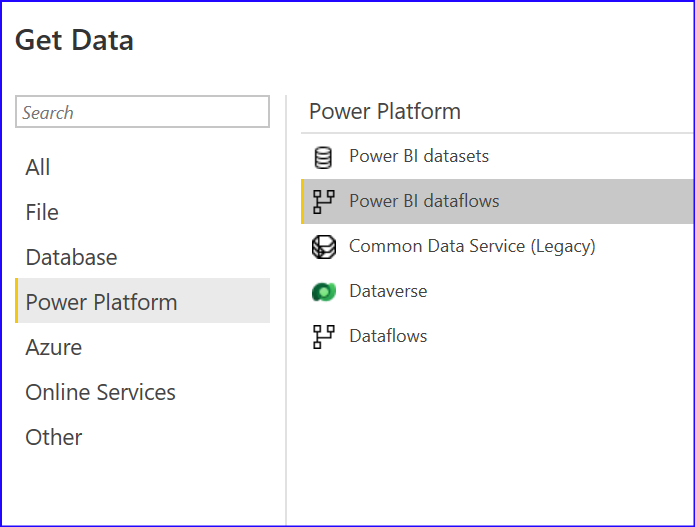 Get Data
Search
All
File
Database
Power Platform
Azure
Online Services
Other
Power Platform
Power BI datasets
Power BI dataflows
Common Data Service (Legacy)
Dataverse
Dataflows